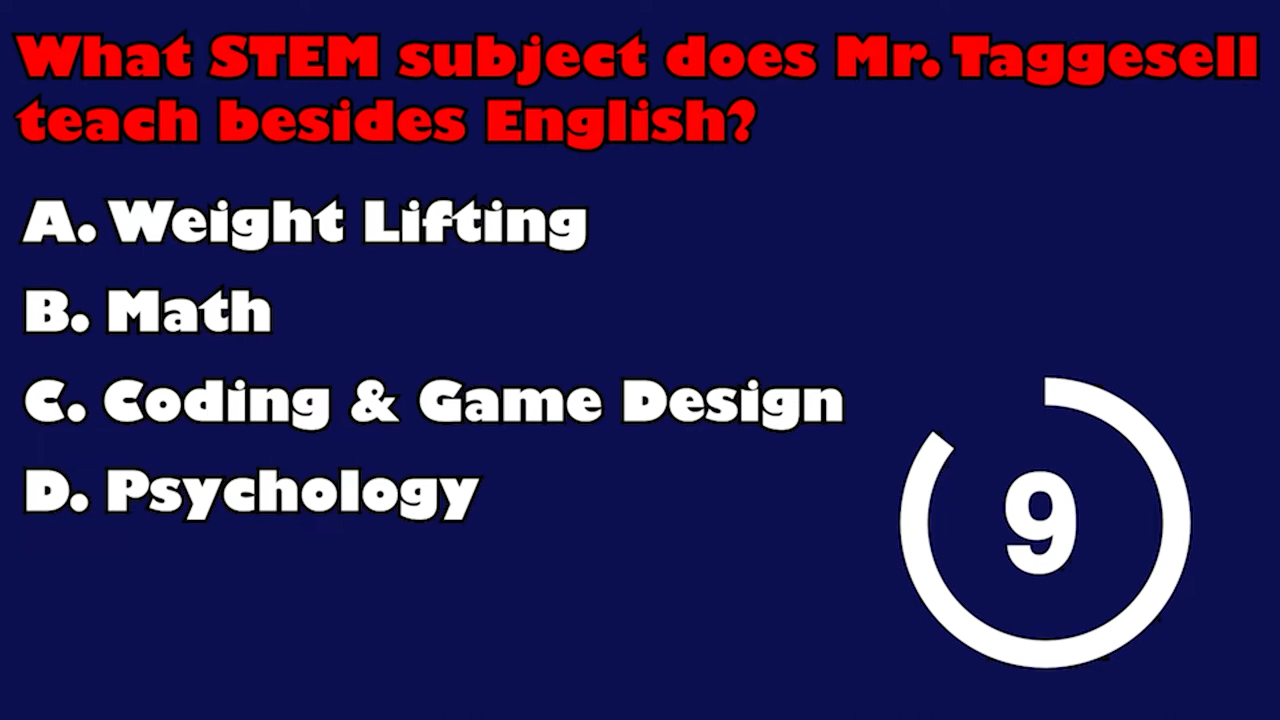 What STEM subject does Mr. Taggesell
teach besides English?
A. Weight Lifting
B. Math
C. Coding & Game Design
D. Psychology
9